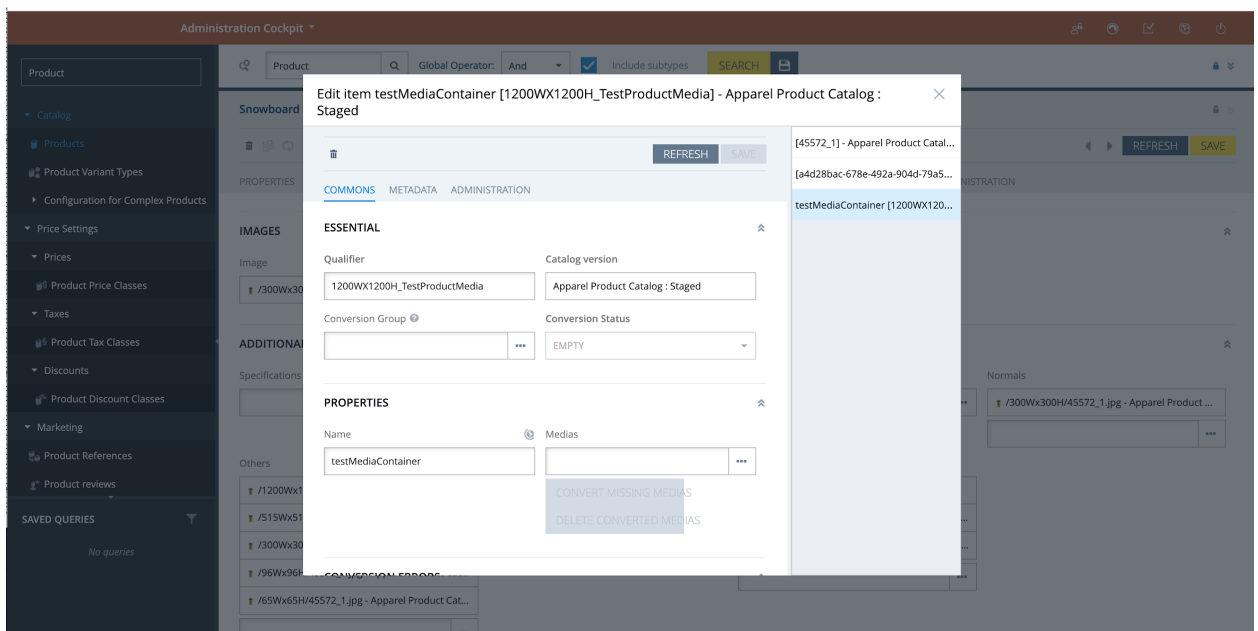 Administration Cockpit
Product
Product
Global Operator:
And
Include subtypes
SEARCH
Catalog
Products
Product Variant Types
Configuration for Complex Products
Price Settings
Prices
Product Price Classes
Taxes
Product Tax Classes
Discounts
Product Discount Classes
Marketing
Product References
Product reviews
SAVED QUERIES
No queries
Snowboard
REFRESH
SAVE
PROPERTIES
NISTRATION
IMAGES
Image
/300Wx30
ADDITIONA
Specifications
Normals
/300Wx300H/45572_1.jpg - Apparel Product ...
Others
/1200Wx1
/515Wx51
/300Wx30
/96Wx96H
/65Wx65H/45572_1.jpg - Apparel Product Cat...
Edit item testMediaContainer [1200WX1200H_TestProductMedia] - Apparel Product Catalog :
Staged
REFRESH
SAVE
COMMONS
METADATA
ADMINISTRATION
ESSENTIAL
Qualifier
Catalog version
1200WX1200H_TestProductMedia
Apparel Product Catalog : Staged
Conversion Group
Conversion Status
EMPTY
PROPERTIES
Name
Medias
testMediaContainer
CONVERT MISSING MEDIAS
DELETE CONVERTED MEDIAS
CONVERSION ERRORS
[45572_1] - Apparel Product Catal...
[a4d28bac-678e-492a-904d-79a5...
testMediaContainer [1200WX120...